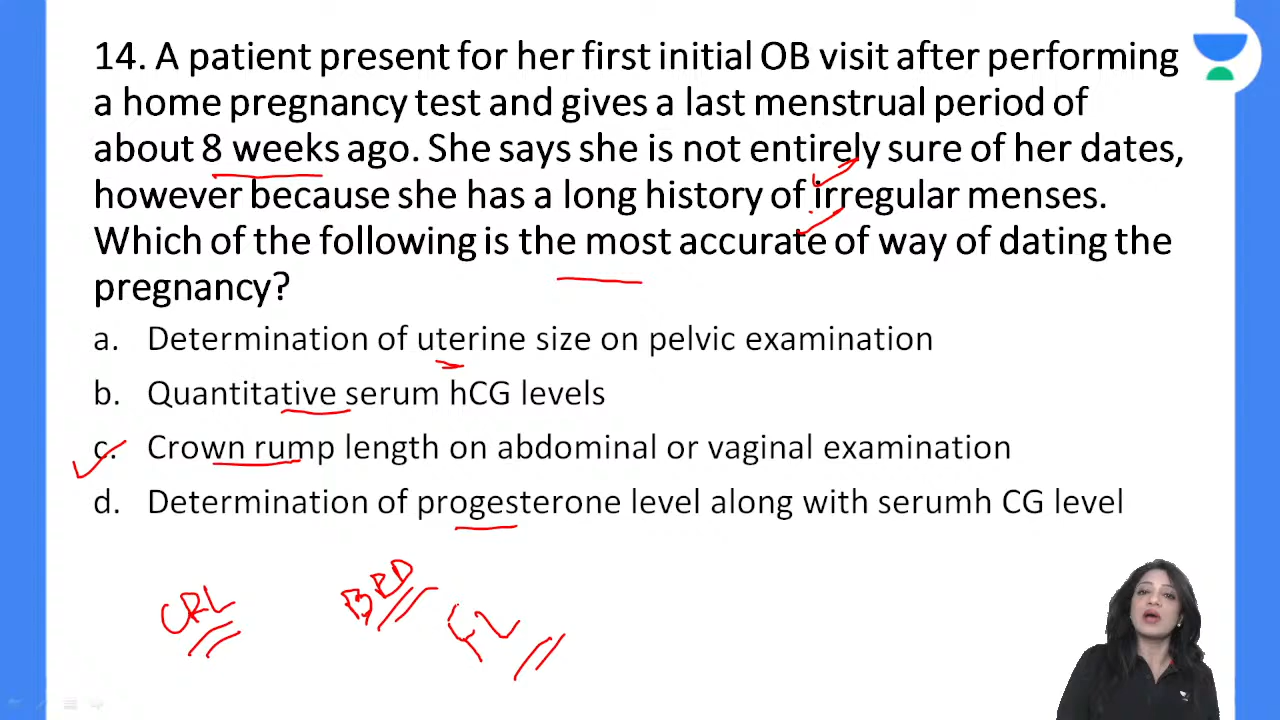 14. A patient present for her first initial OB visit after performing
a home pregnancy test and gives a last menstrual period of
about 8 weeks ago. She says she is not entirely sure of her dates,
however because she has a long history of irregular menses.
Which of the following is the most accurate of way of dating the
pregnancy?
a. Determination of uterine size on pelvic examination
b. Quantitative serum hCG levels
c. Crown rump length on abdominal or vaginal examination
d. Determination of progesterone level along with serumh CG level
CRL BPD FL